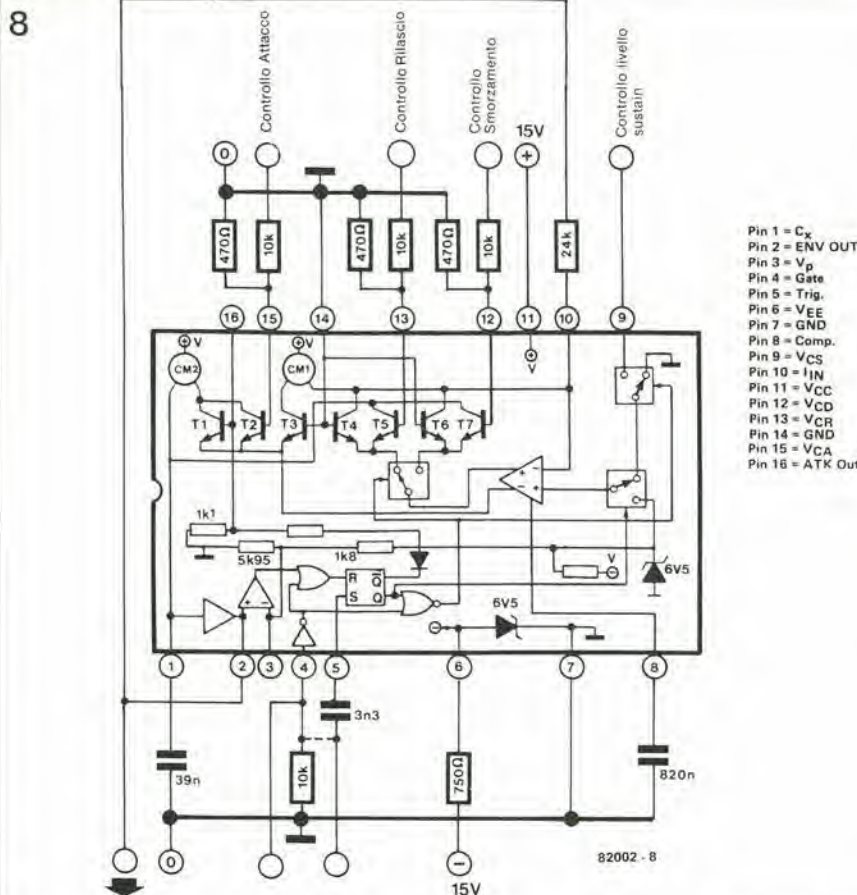 8
Controllo Attacco
Controllo Rilascio
Controllo
Smorzamento
15V
Controllo livello
sustain
0
+
470Ω
10k
470Ω
10k
470Ω
10k
24k
16
15
14
13
12
11
10
9
+V
+V
+
V
CM2
CM1
T1
T2
T3
T4
T5
T6
T7
- +
+ -
1k1
5k95
1k8
V
-
6V5
R
Q
S
Q
6V5
+ -
-
1
2
3
4
5
6
7
8
3n3
39n
10k
750Ω
820n
0
-
15V
82002 - 8
Pin 1 = Cx
Pin 2 = ENV OUT
Pin 3 = Vp
Pin 4 = Gate
Pin 5 = Trig.
Pin 6 = VEE
Pin 7 = GND
Pin 8 = Comp.
Pin 9 = VCS
Pin 10 = IIN
Pin 11 = VCC
Pin 12 = VCD
Pin 13 = VCR
Pin 14 = GND
Pin 15 = VCA
Pin 16 = ATK Out